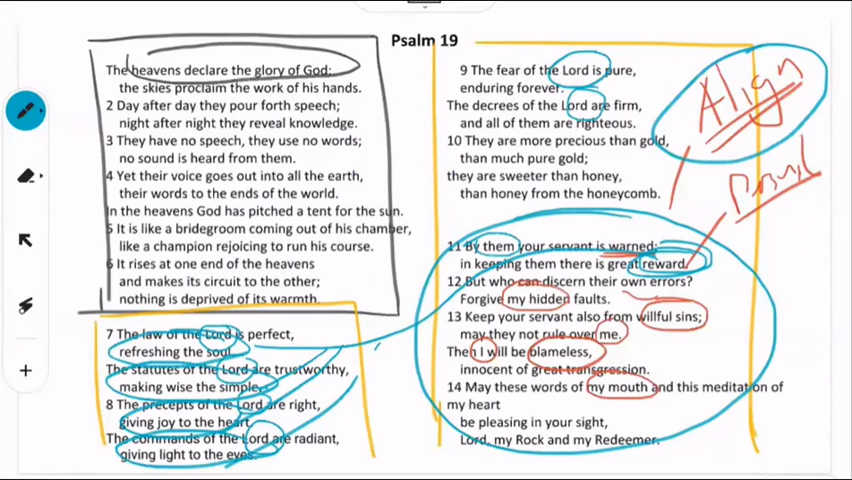 Psalm 19
The heavens declare the glory of God;
the skies proclaim the work of his hands.
2 Day after day they pour forth speech;
night after night they reveal knowledge.
3 They have no speech, they use no words;
no sound is heard from them.
4 Yet their voice goes out into all the earth,
their words to the ends of the world.
In the heavens God has pitched a tent for the sun.
5 It is like a bridegroom coming out of his chamber,
like a champion rejoicing to run his course.
6 It rises at one end of the heavens
and makes its circuit to the other;
nothing is deprived of its warmth.
7 The law of the Lord is perfect,
refreshing the soul.
The statutes of the Lord are trustworthy,
making wise the simple.
8 The precepts of the Lord are right,
giving joy to the heart.
The commands of the Lord are radiant,
giving light to the eyes.
9 The fear of the Lord is pure,
enduring forever.
The decrees of the Lord are firm,
and all of them are righteous.
10 They are more precious than gold,
than much pure gold;
they are sweeter than honey,
than honey from the honeycomb.
Align
11 By them your servant is warned;
in keeping them there is great reward.
12 But who can discern their own errors?
Forgive my hidden faults.
13 Keep your servant also from willful sins;
may they not rule over me.
Then I will be blameless,
innocent of great transgression.
14 May these words of my mouth and this meditation of
my heart
be pleasing in your sight,
Lord, my Rock and my Redeemer.